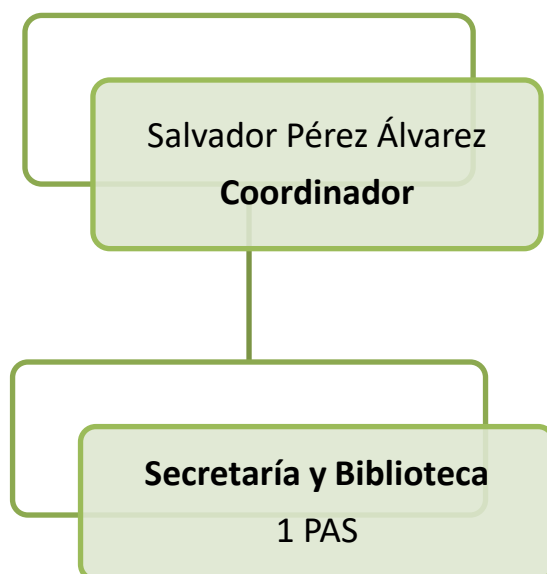 Salvador Pérez Álvarez
Coordinador
Secretaría y Biblioteca
1 PAS